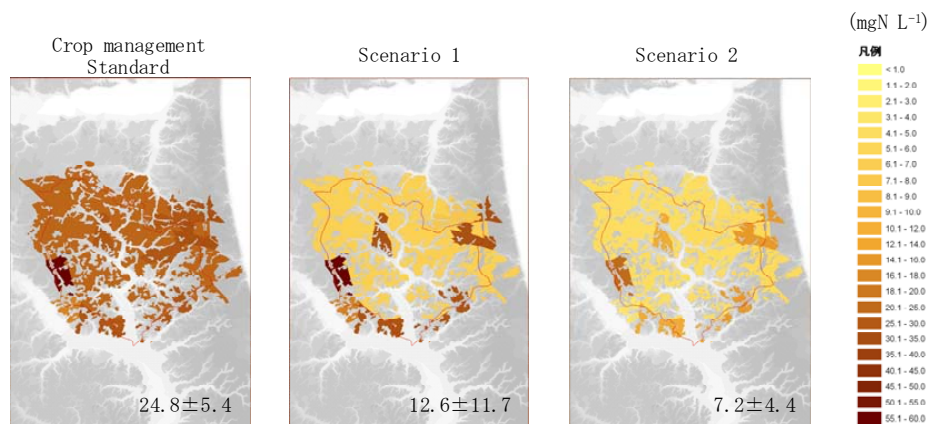 Crop management
Standard
Scenario 1
Scenario 2
(mgN L⁻¹)
凡例
< 1.0
1.1 - 2.0
2.1 - 3.0
3.1 - 4.0
4.1 - 5.0
5.1 - 6.0
6.1 - 7.0
7.1 - 8.0
8.1 - 9.0
9.1 - 10.0
10.1 - 12.0
12.1 - 14.0
14.1 - 10.0
16.1 - 18.0
18.1 - 20.0
20.1 - 25.0
25.1 - 30.0
30.1 - 35.0
35.1 - 40.0
40.1 - 45.0
45.1 - 50.0
50.1 - 55.0
55.1 - 60.0
24.8±5.4
12.6±11.7
7.2±4.4